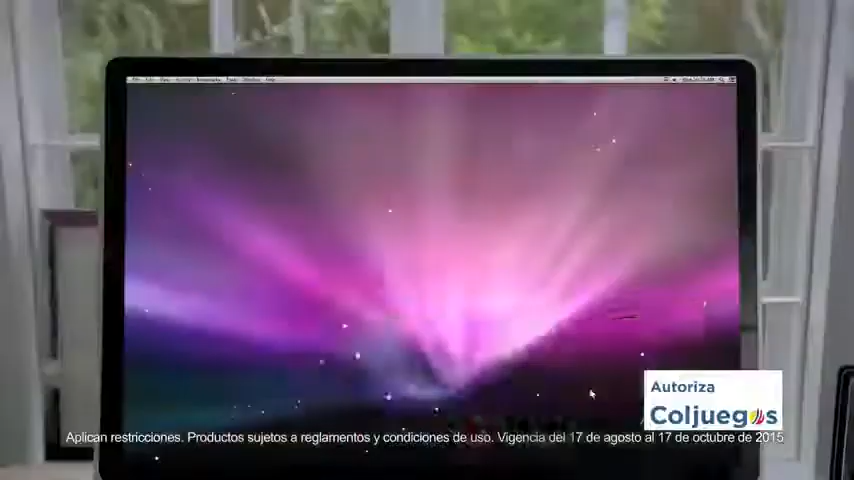 Autoriza
Coljuegos
Aplican restricciones. Productos sujetos a reglamentos y condiciones de uso. Vigencia del 17 de agosto al 17 de octubre de 2015